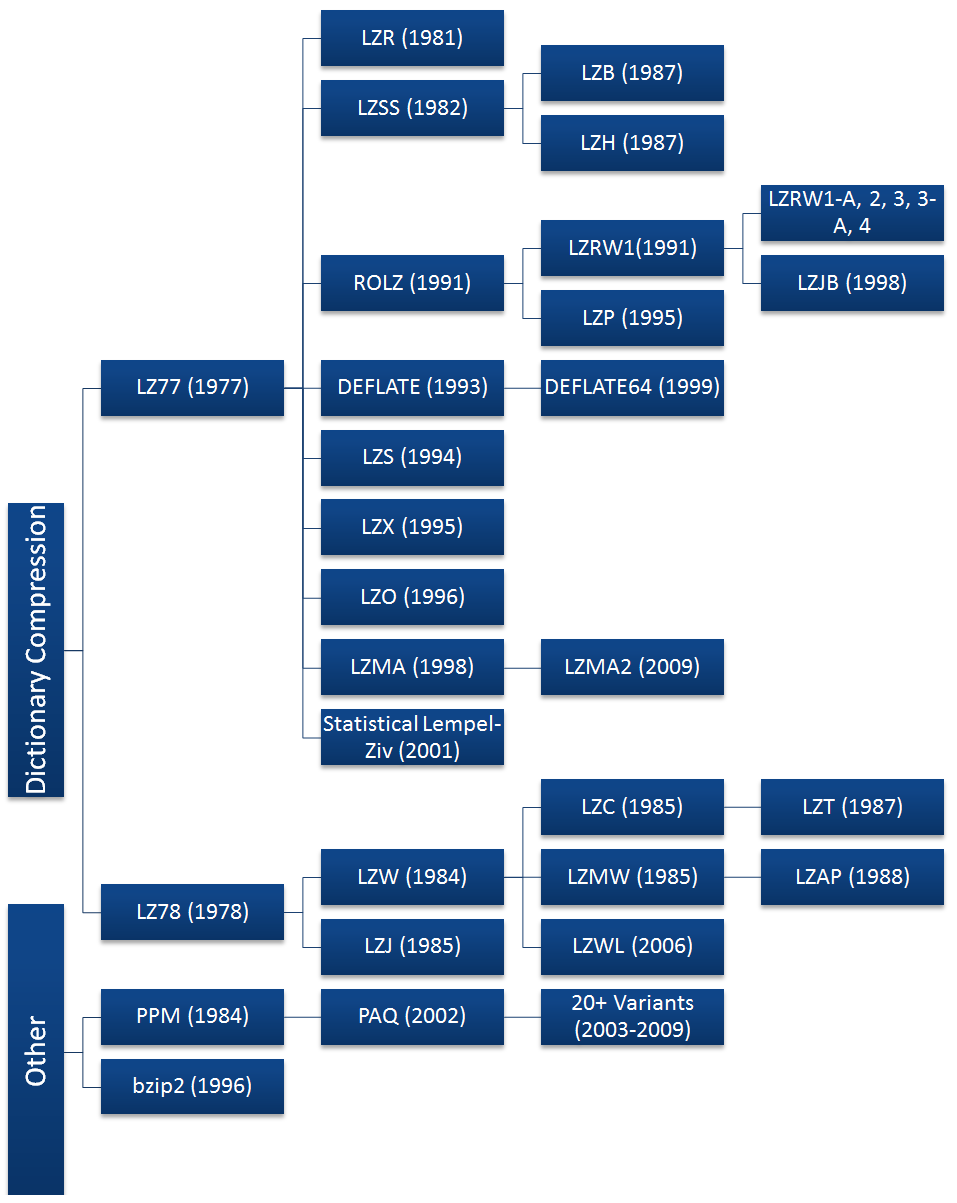 LZR (1981)
LZB (1987)
LZSS (1982)
LZH (1987)
LZRW1-A, 2, 3, 3-
A, 4
LZRW1(1991)
ROLZ (1991)
LZJB (1998)
LZP (1995)
LZ77 (1977)
DEFLATE (1993)
DEFLATE64 (1999)
LZS (1994)
LZX (1995)
Dictionary Compression
LZO (1996)
LZMA (1998)
LZMA2 (2009)
Statistical Lempel-
Ziv (2001)
LZC (1985)
LZT (1987)
LZW (1984)
LZMW (1985)
LZAP (1988)
LZ78 (1978)
LZJ (1985)
LZWL (2006)
Other
PPM (1984)
PAQ (2002)
20+ Variants
(2003-2009)
bzip2 (1996)